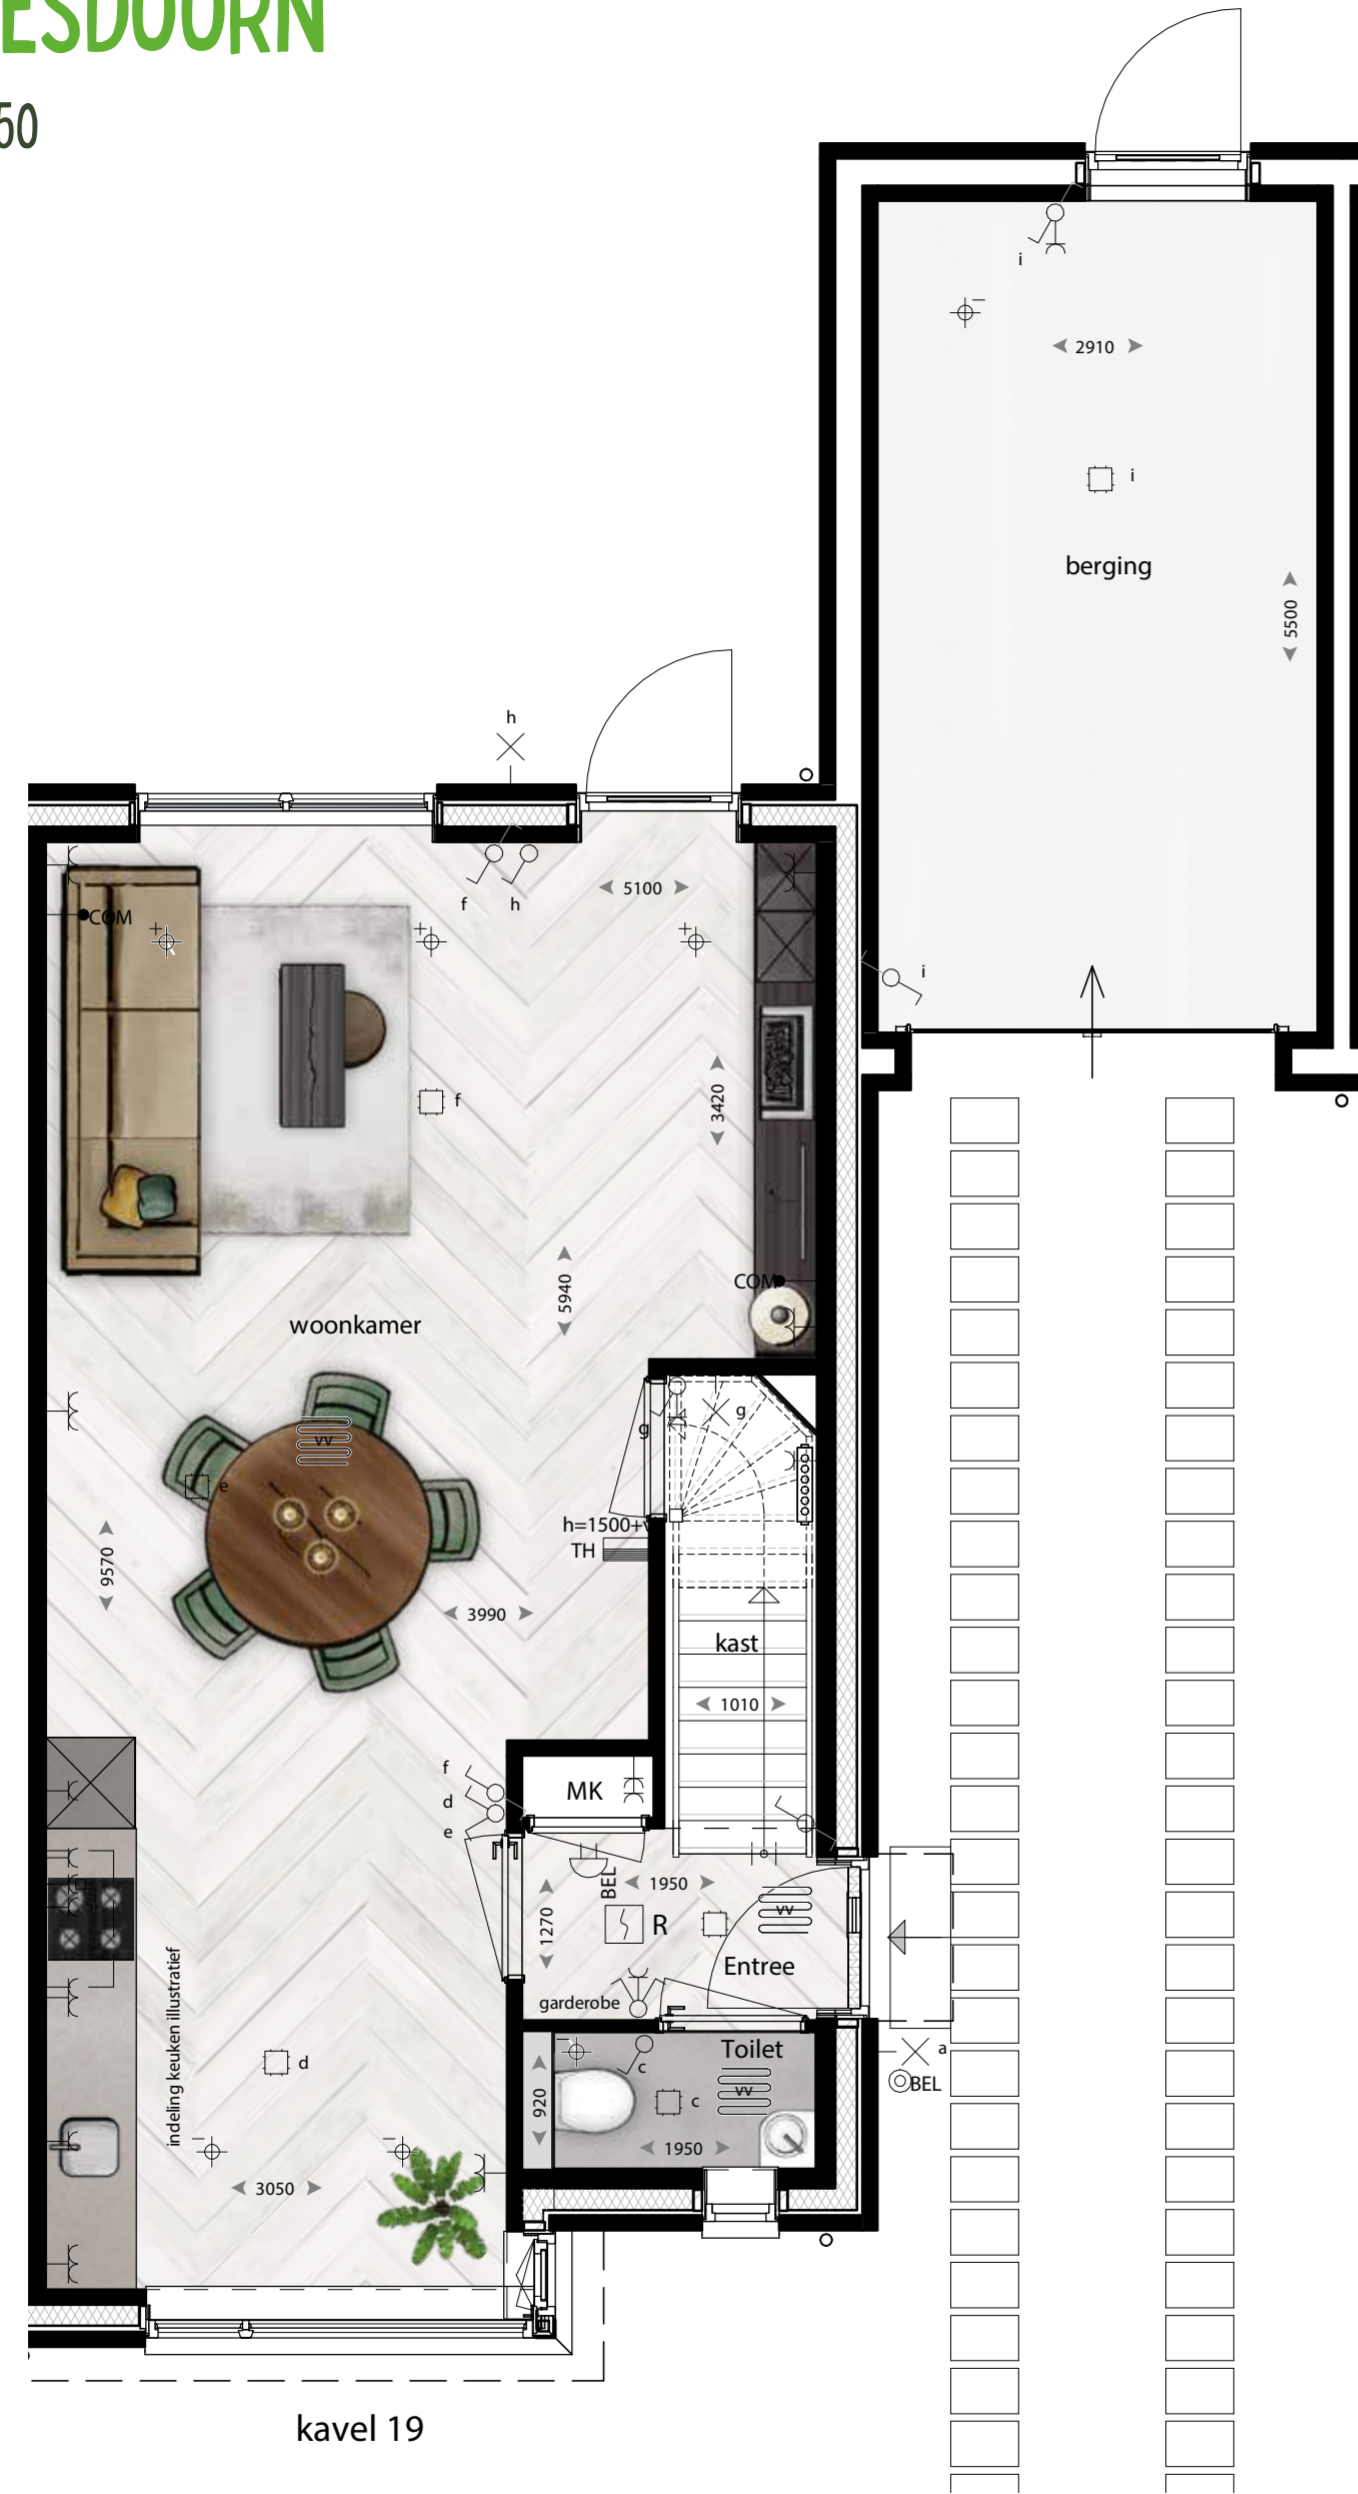 ESDOORN
50
i
2910
i
berging
5500
h
f
h
5100
COM
i
f
3420
COM
5940
woonkamer
g
g
vv
e
h=1500+v
TH
9570
3990
kast
1010
f
d
e
MK
BEL
1950
1270
R
vv
Entree
garderobe
indeling keuken illustratief
Toilet
c
d
920
c
vv
1950
a
BEL
3050
kavel 19